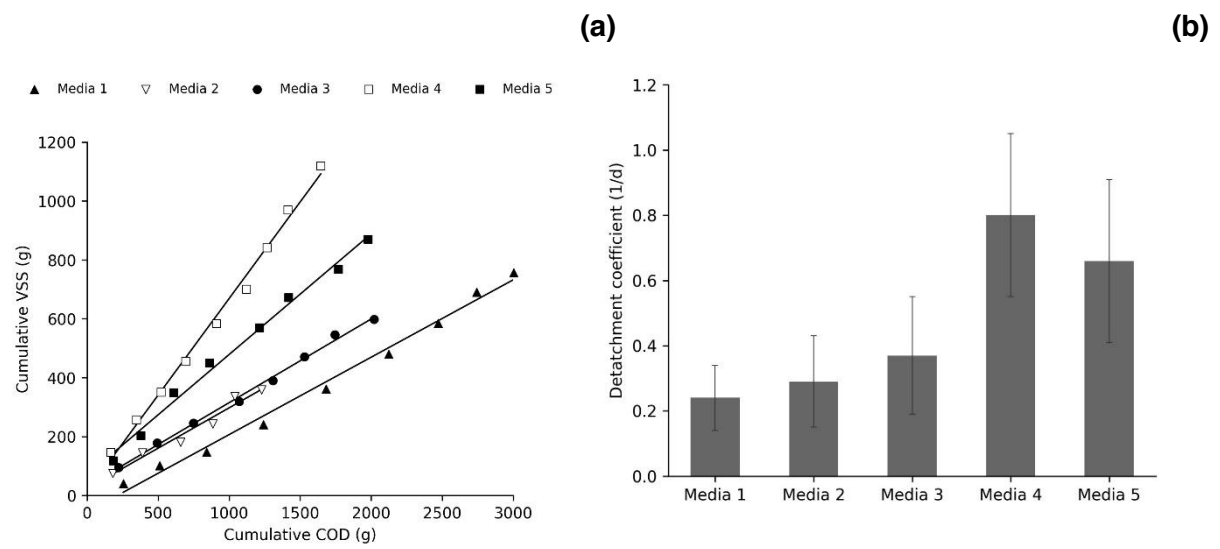 (a)
(b)
Media 1 Media 2 Media 3 Media 4 Media 5
Cumulative VSS (g)
1200
1000
800
600
400
200
0
0 500 1000 1500 2000 2500 3000
Cumulative COD (g)
Detatchment coefficient (1/d)
1.2
1.0
0.8
0.6
0.4
0.2
0.0
Media 1 Media 2 Media 3 Media 4 Media 5